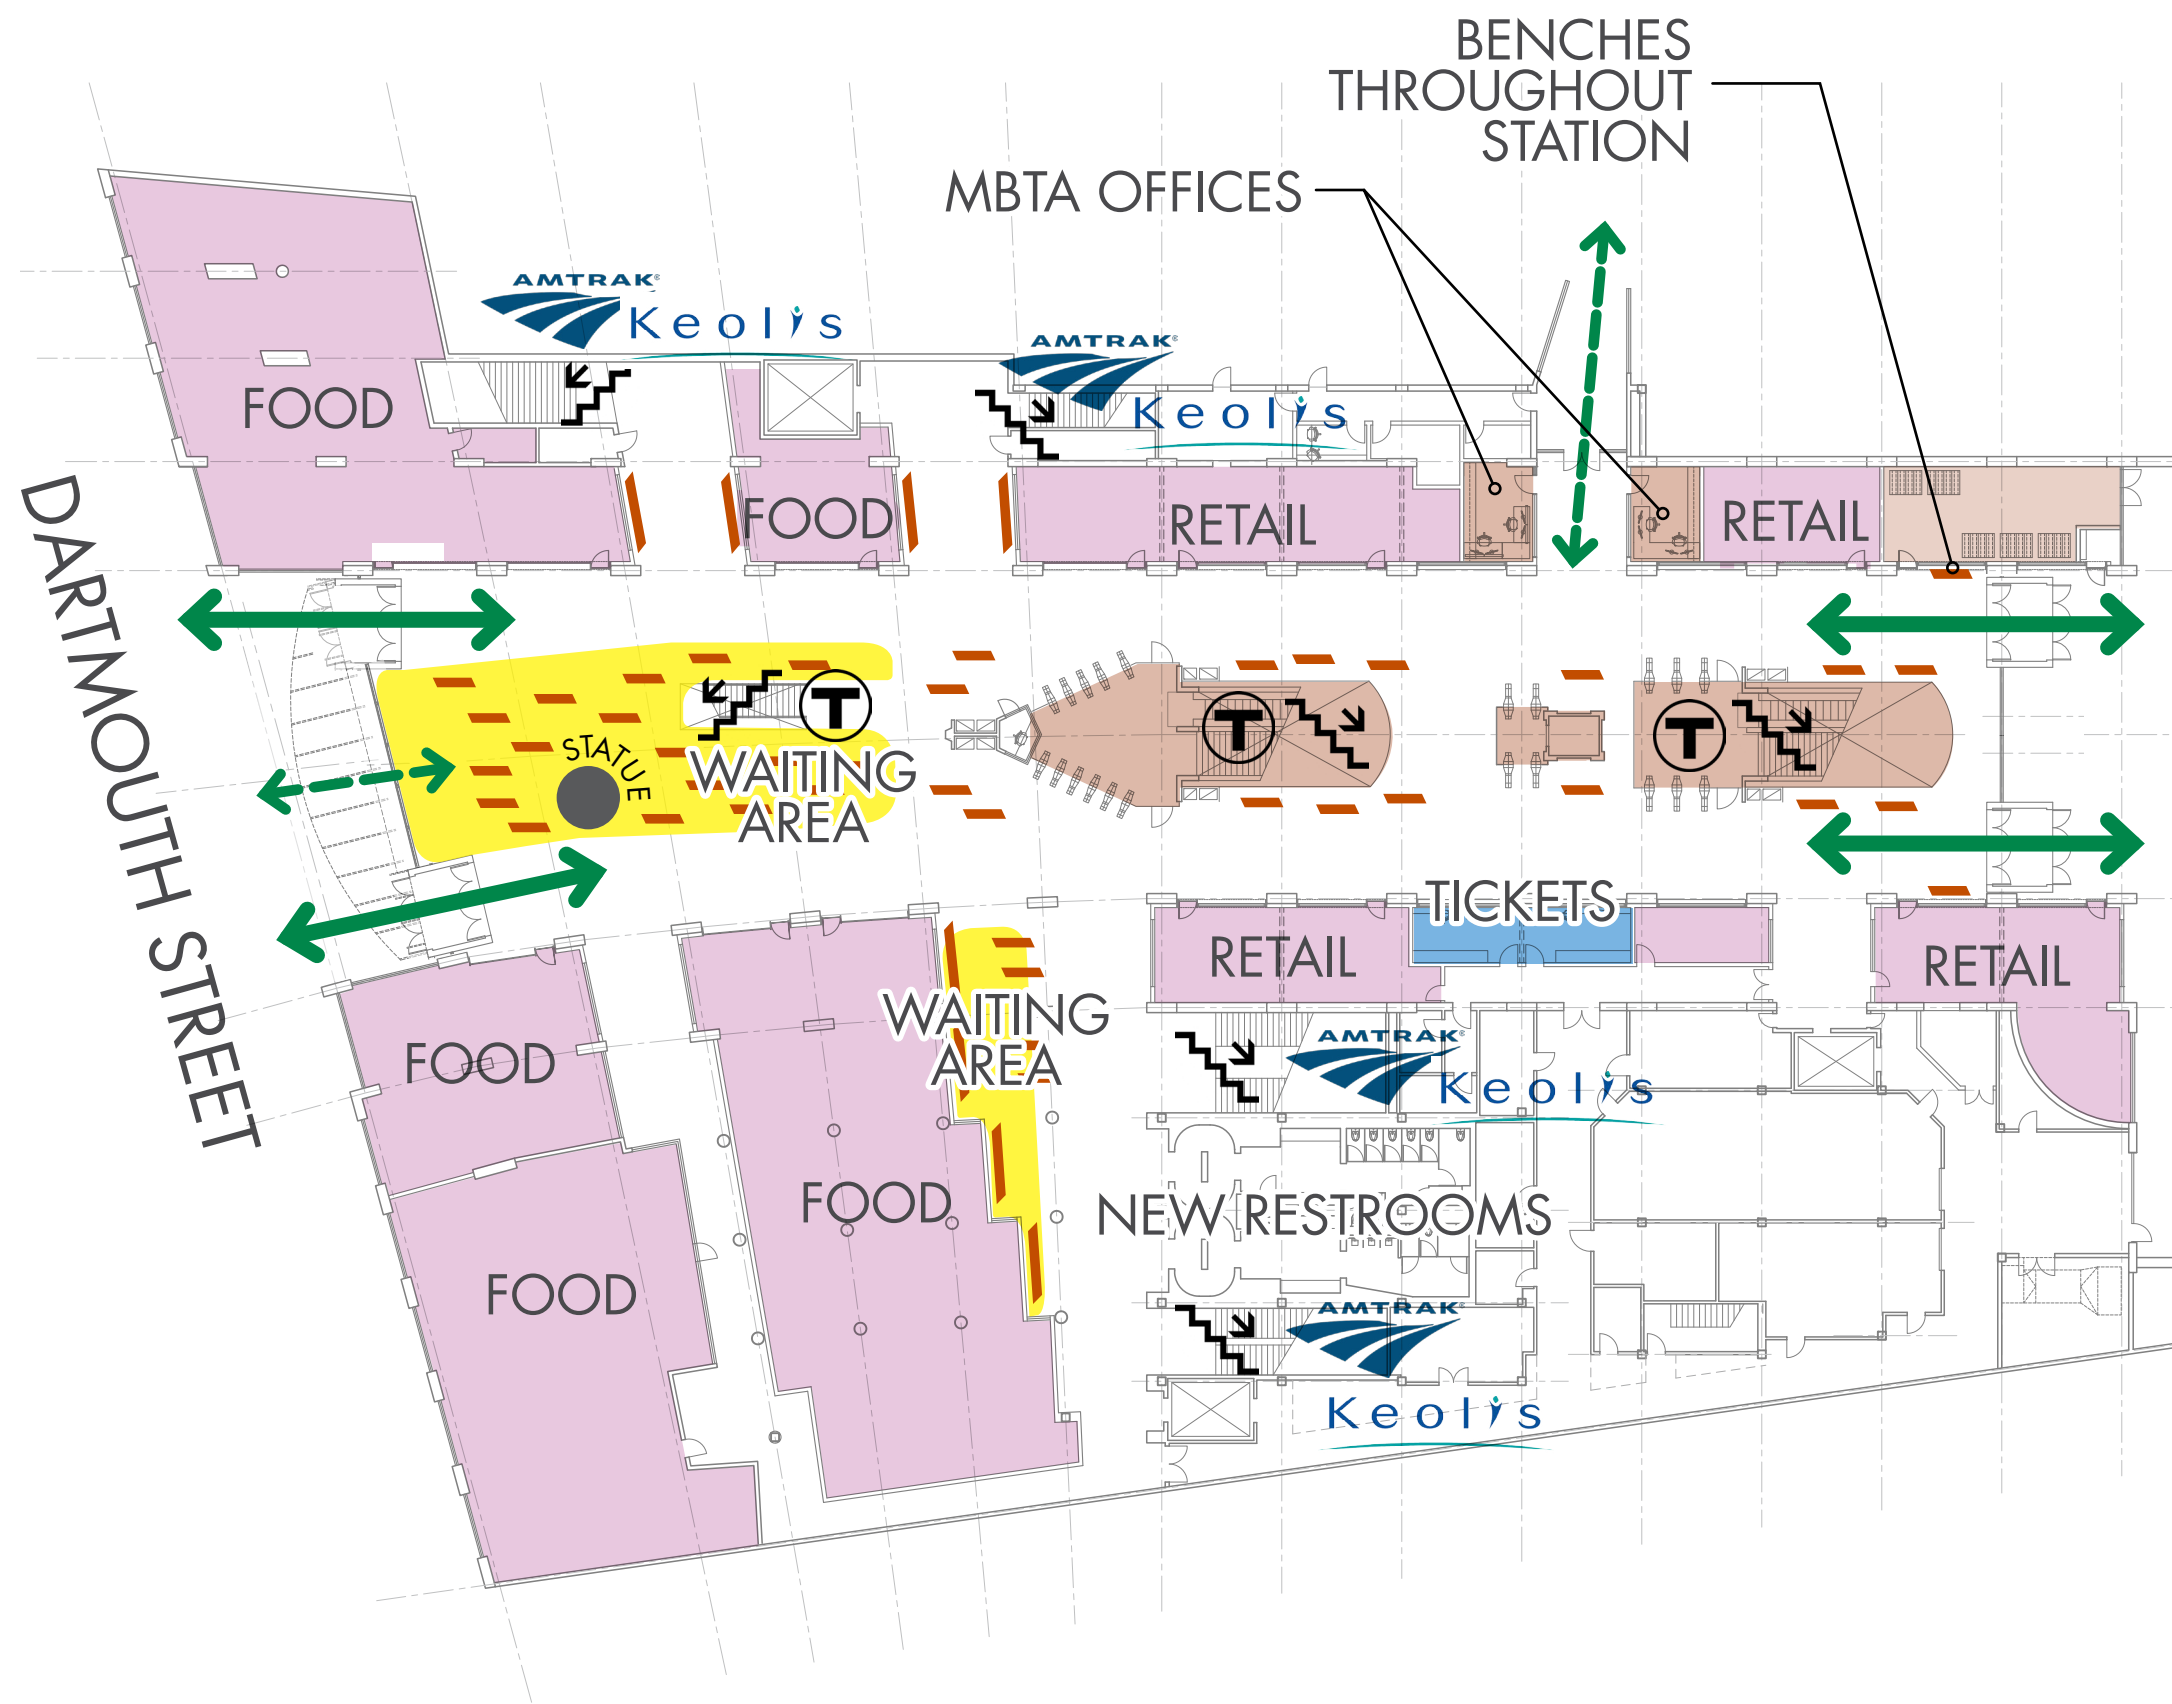 BENCHES
THROUGHOUT
STATION
MBTA OFFICES
AMTRAK®
Keolis
AMTRAK®
Keolis
FOOD
FOOD
RETAIL
RETAIL
DARTMOUTH STREET
T
STATUE
WAITING
AREA
T
T
TICKETS
RETAIL
RETAIL
WAITING
AREA
FOOD
AMTRAK®
Keolis
FOOD
NEW RESTROOMS
FOOD
AMTRAK®
Keolis